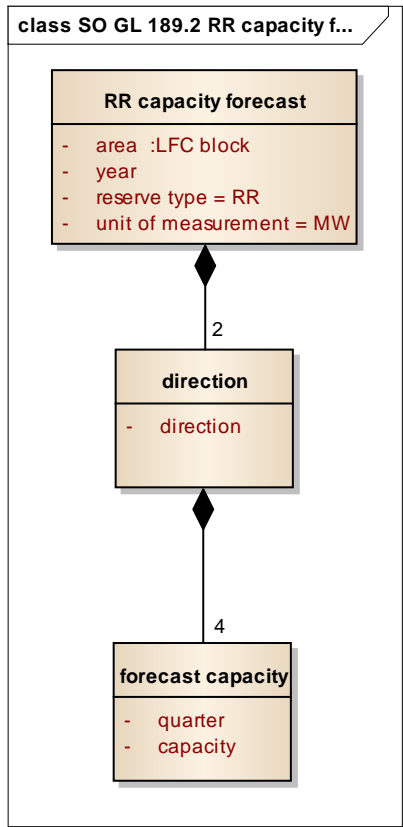 class SO GL 189.2 RR capacity f...
RR capacity forecast
- area :LFC block
- year
- reserve type = RR
- unit of measurement = MW
2
direction
- direction
4
forecast capacity
- quarter
- capacity